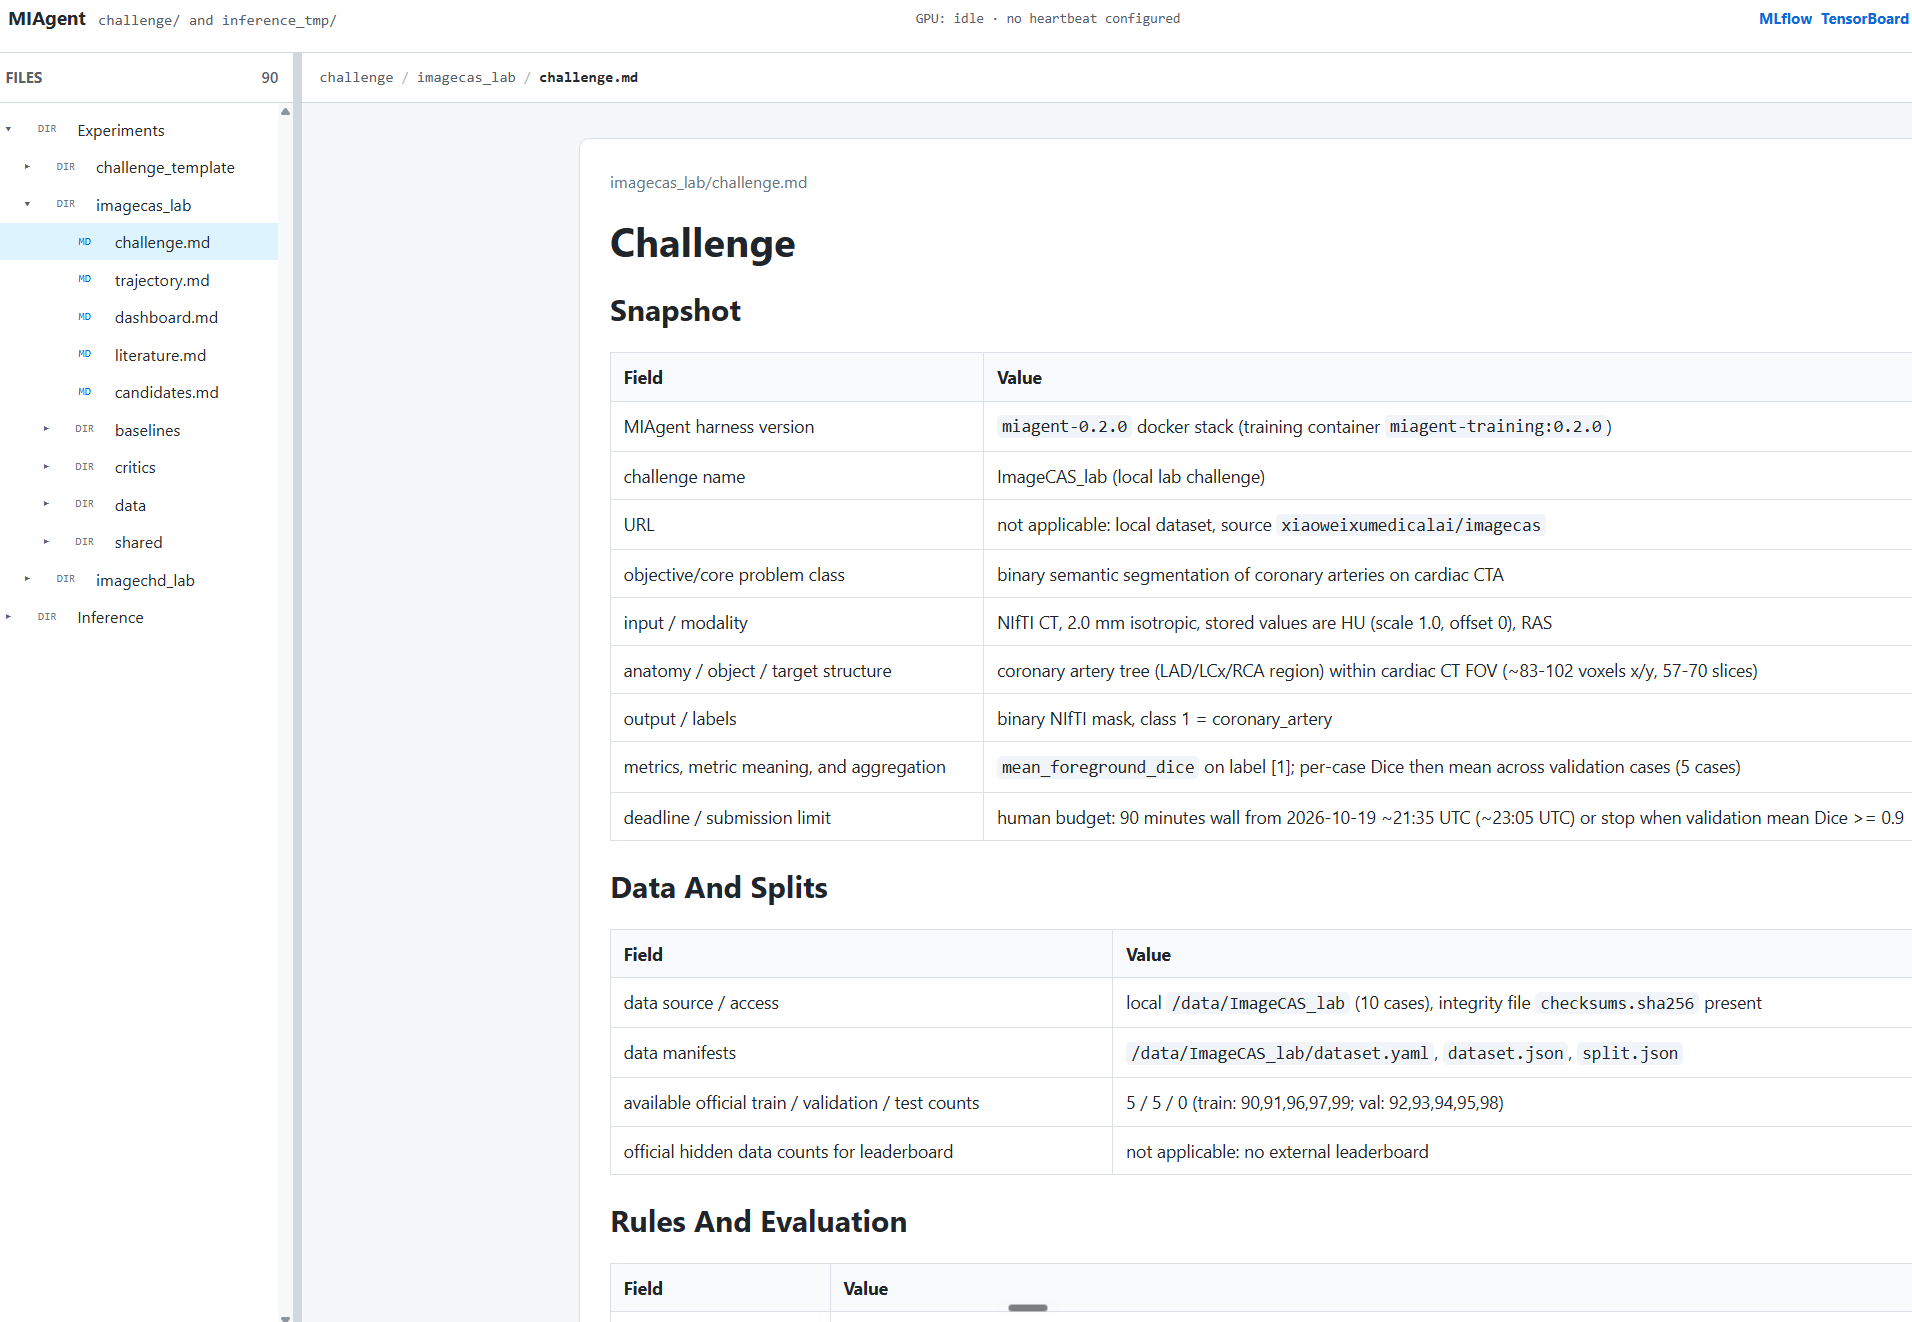 MIAgent challenge/ and inference_tmp/
GPU: idle · no heartbeat configured
MLflow TensorBoard
FILES 90
challenge / imagecas_lab / challenge.md
DIR Experiments
DIR challenge_template
DIR imagecas_lab
MD challenge.md
MD trajectory.md
MD dashboard.md
MD literature.md
MD candidates.md
DIR baselines
DIR critics
DIR data
DIR shared
DIR imagechd_lab
DIR Inference
imagecas_lab/challenge.md
Challenge
Snapshot
Field Value
MIAgent harness version miagent-0.2.0 docker stack (training container miagent-training:0.2.0)
challenge name ImageCAS_lab (local lab challenge)
URL not applicable: local dataset, source xiaoweixumedicalai/imagecas
objective/core problem class binary semantic segmentation of coronary arteries on cardiac CTA
input / modality NIfTI CT, 2.0 mm isotropic, stored values are HU (scale 1.0, offset 0), RAS
anatomy / object / target structure coronary artery tree (LAD/LCx/RCA region) within cardiac CT FOV (~83-102 voxels x/y, 57-70 slices)
output / labels binary NIfTI mask, class 1 = coronary_artery
metrics, metric meaning, and aggregation mean_foreground_dice on label [1]; per-case Dice then mean across validation cases (5 cases)
deadline / submission limit human budget: 90 minutes wall from 2026-10-19 ~21:35 UTC (~23:05 UTC) or stop when validation mean Dice >= 0.9
Data And Splits
Field Value
data source / access local /data/ImageCAS_lab (10 cases), integrity file checksums.sha256 present
data manifests /data/ImageCAS_lab/dataset.yaml, dataset.json, split.json
available official train / validation / test counts 5 / 5 / 0 (train: 90,91,96,97,99; val: 92,93,94,95,98)
official hidden data counts for leaderboard not applicable: no external leaderboard
Rules And Evaluation
Field Value